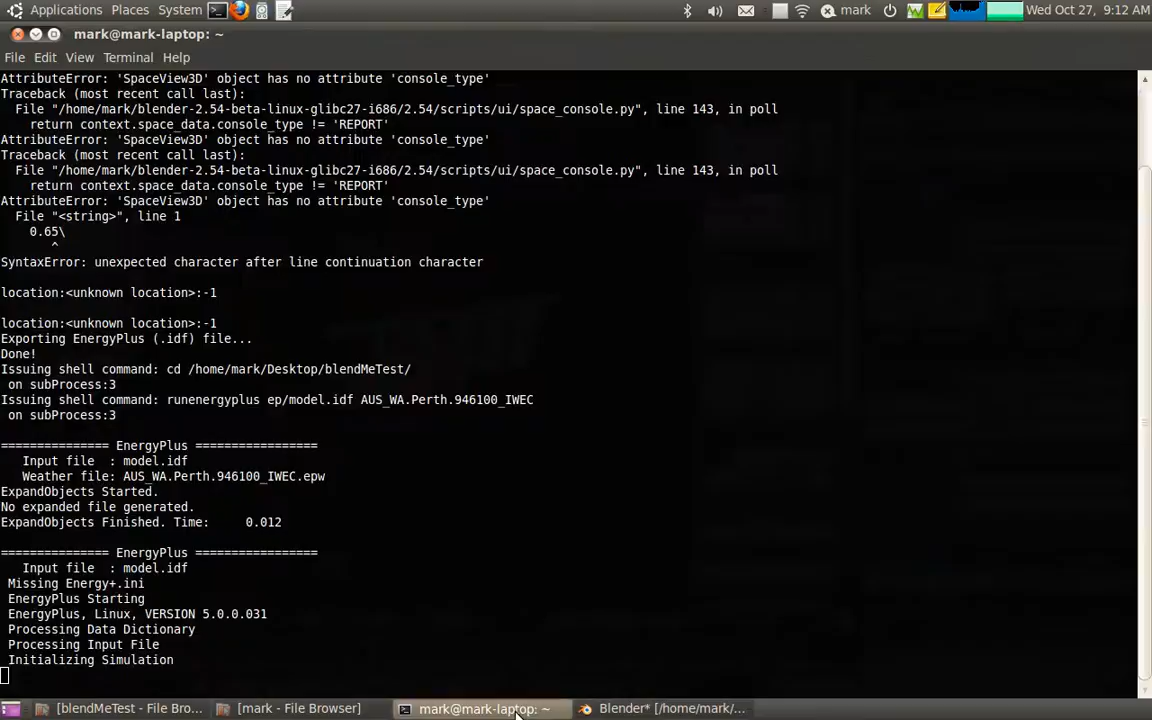 Applications Places System mark Wed Oct 27, 9:12 AM
mark@mark-laptop: ~
File Edit View Terminal Help
AttributeError: 'SpaceView3D' object has no attribute 'console_type'
Traceback (most recent call last):
File "/home/mark/blender-2.54-beta-linux-glibc27-i686/2.54/scripts/ui/space_console.py", line 143, in poll
return context.space_data.console_type != 'REPORT'
AttributeError: 'SpaceView3D' object has no attribute 'console_type'
Traceback (most recent call last):
File "/home/mark/blender-2.54-beta-linux-glibc27-i686/2.54/scripts/ui/space_console.py", line 143, in poll
return context.space_data.console_type != 'REPORT'
AttributeError: 'SpaceView3D' object has no attribute 'console_type'
File "<string>", line 1
0.65\
^
SyntaxError: unexpected character after line continuation character
location:<unknown location>:-1
location:<unknown location>:-1
Exporting EnergyPlus (.idf) file...
Done!
Issuing shell command: cd /home/mark/Desktop/blendMeTest/
on subProcess:3
Issuing shell command: runenergyplus ep/model.idf AUS_WA.Perth.946100_IWEC
on subProcess:3
=============== EnergyPlus =================
Input file : model.idf
Weather file: AUS_WA.Perth.946100_IWEC.epw
ExpandObjects Started.
No expanded file generated.
ExpandObjects Finished. Time: 0.012
=============== EnergyPlus =================
Input file : model.idf
Missing Energy+.ini
EnergyPlus Starting
EnergyPlus, Linux, VERSION 5.0.0.031
Processing Data Dictionary
Processing Input File
Initializing Simulation
[blendMeTest - File Bro... [mark - File Browser] mark@mark-laptop: ~ Blender* [/home/mark/...